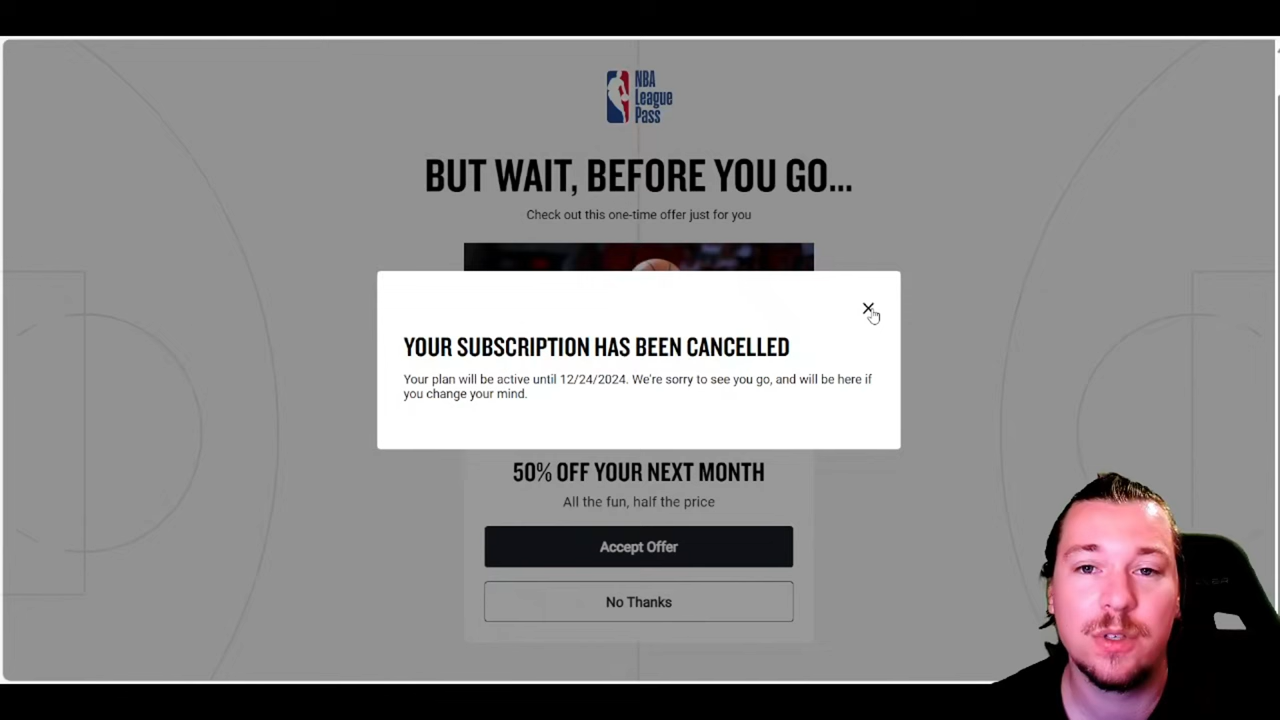 NBA
League
Pass
BUT WAIT, BEFORE YOU GO...
Check out this one-time offer just for you
YOUR SUBSCRIPTION HAS BEEN CANCELLED
Your plan will be active until 12/24/2024. We're sorry to see you go, and will be here if
you change your mind.
50% OFF YOUR NEXT MONTH
All the fun, half the price
Accept Offer
No Thanks